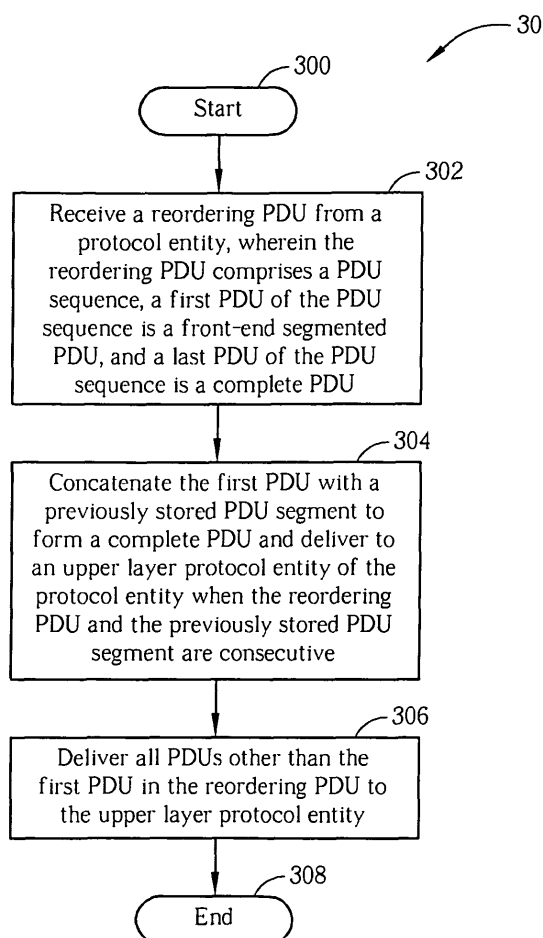 30
300
Start
302
Receive a reordering PDU from a
protocol entity, wherein the
reordering PDU comprises a PDU
sequence, a first PDU of the PDU
sequence is a front-end segmented
PDU, and a last PDU of the PDU
sequence is a complete PDU
304
Concatenate the first PDU with a
previously stored PDU segment to
form a complete PDU and deliver to
an upper layer protocol entity of the
protocol entity when the reordering
PDU and the previously stored PDU
segment are consecutive
306
Deliver all PDUs other than the
first PDU in the reordering PDU to
the upper layer protocol entity
308
End